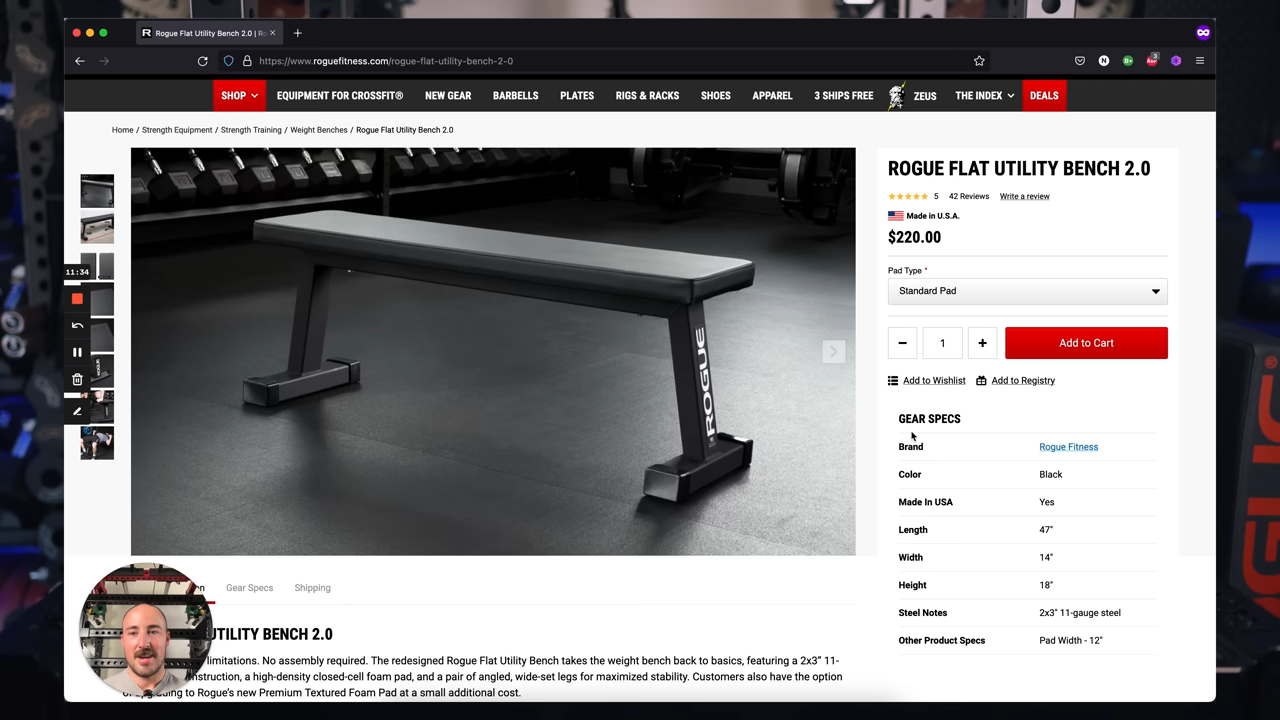 Rogue Flat Utility Bench 2.0 | Ro
https://www.roguefitness.com/rogue-flat-utility-bench-2-0
SHOP EQUIPMENT FOR CROSSFIT® NEW GEAR BARBELLS PLATES RIGS & RACKS SHOES APPAREL 3 SHIPS FREE ZEUS THE INDEX DEALS
Home / Strength Equipment / Strength Training / Weight Benches / Rogue Flat Utility Bench 2.0
ROGUE FLAT UTILITY BENCH 2.0
5 42 Reviews Write a review
Made in U.S.A.
$220.00
Pad Type *
Standard Pad
1
Add to Cart
Add to Wishlist Add to Registry
GEAR SPECS
Brand Rogue Fitness
Color Black
Made In USA Yes
Length 47"
Width 14"
Height 18"
Steel Notes 2x3" 11-gauge steel
Other Product Specs Pad Width - 12"
11:34
ROGUE
Gear Specs Shipping
UTILITY BENCH 2.0
limitations. No assembly required. The redesigned Rogue Flat Utility Bench takes the weight bench back to basics, featuring a 2x3" 11-
a high-density closed-cell foam pad, and a pair of angled, wide-set legs for maximized stability. Customers also have the option
to Rogue's new Premium Textured Foam Pad at a small additional cost.